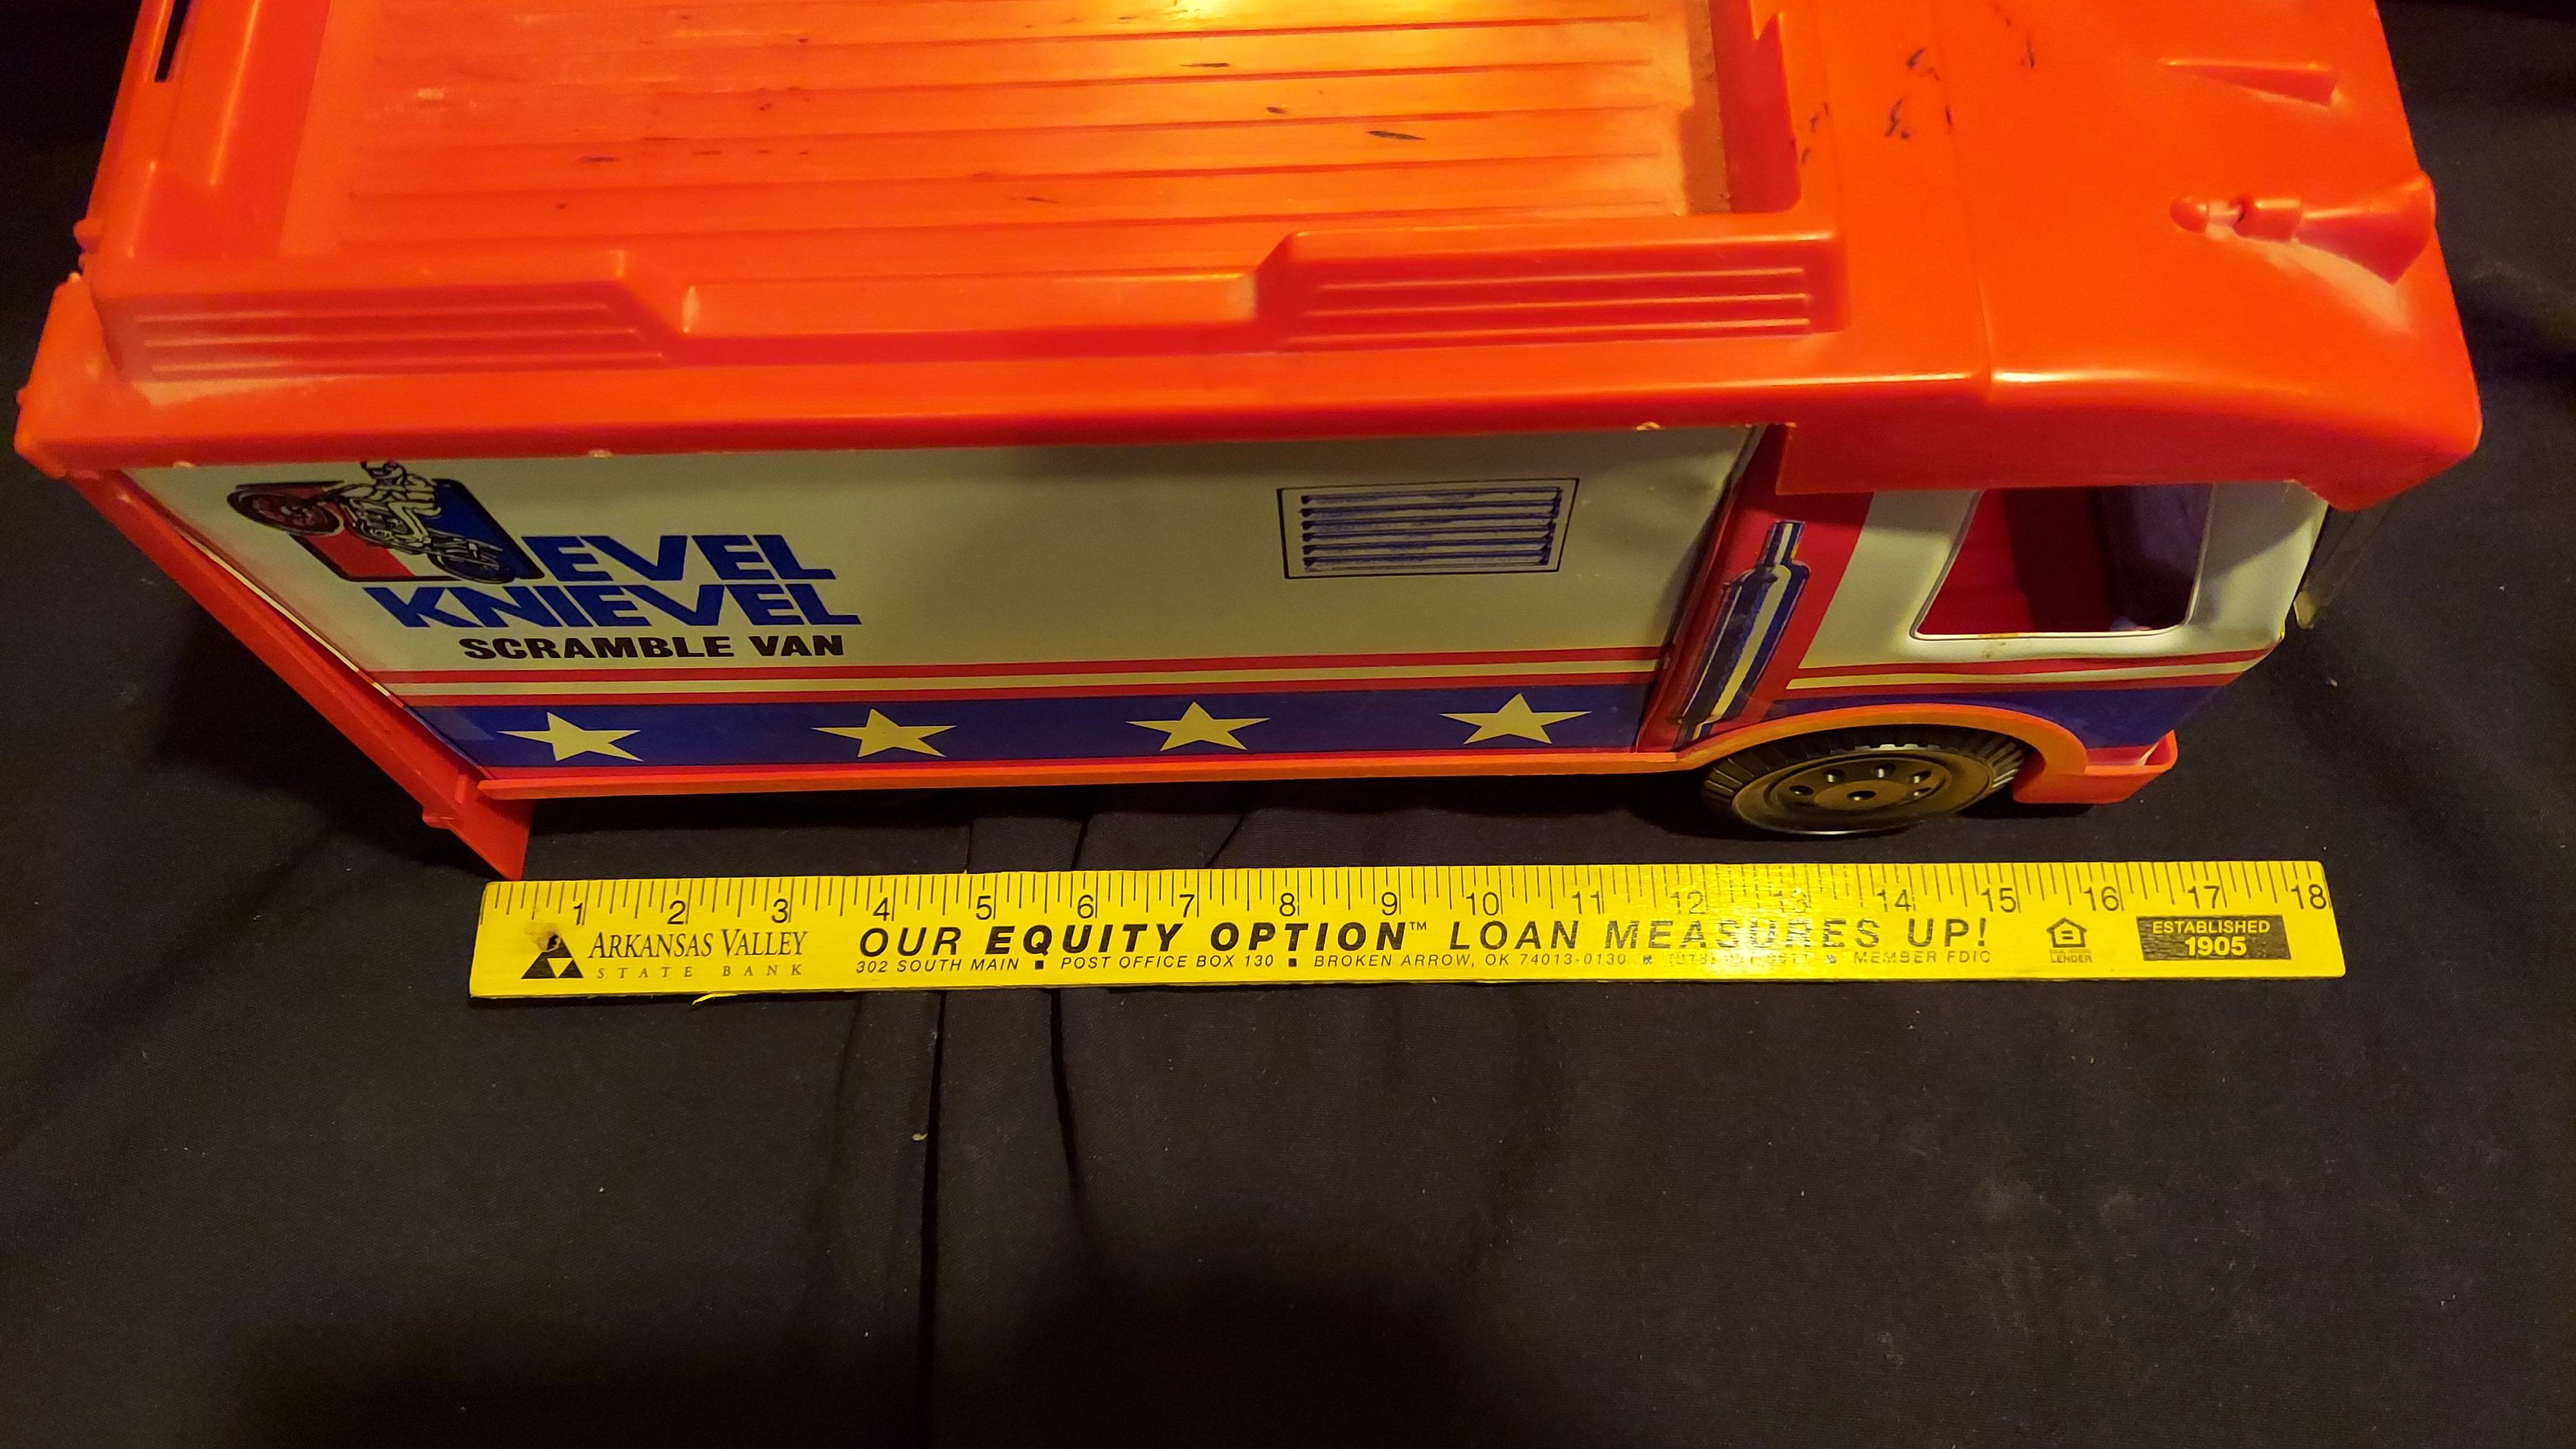 EVEL
KNIEVEL
SCRAMBLE VAN
1 2 3 4 5 6 7 8 9 10 11 12 13 14 15 16 17 18
ARKANSAS VALLEY
STATE BANK
OUR EQUITY OPTION™ LOAN MEASURES UP!
302 SOUTH MAIN ■ POST OFFICE BOX 130 ■ BROKEN ARROW, OK 74013-0130 ■ MEMBER FDIC
LENDER
ESTABLISHED
1905